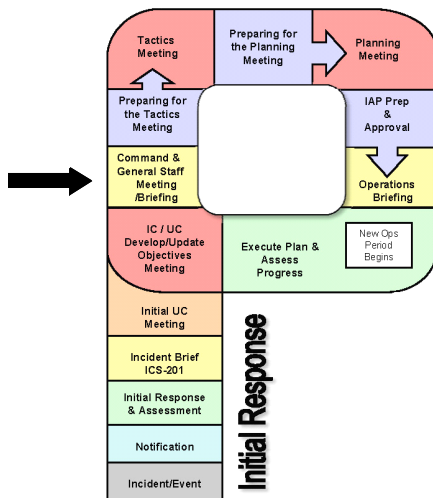 Tactics
Meeting
Preparing for
the Planning
Meeting
Planning
Meeting
Preparing for
the Tactics
Meeting
IAP Prep
&
Approval
Command &
General Staff
Meeting
/Briefing
Operations
Briefing
IC / UC
Develop/Update
Objectives
Meeting
Execute Plan &
Assess
Progress
New Ops
Period
Begins
Initial UC
Meeting
Incident Brief
ICS-201
Initial Response
& Assessment
Notification
Incident/Event
Initial Response